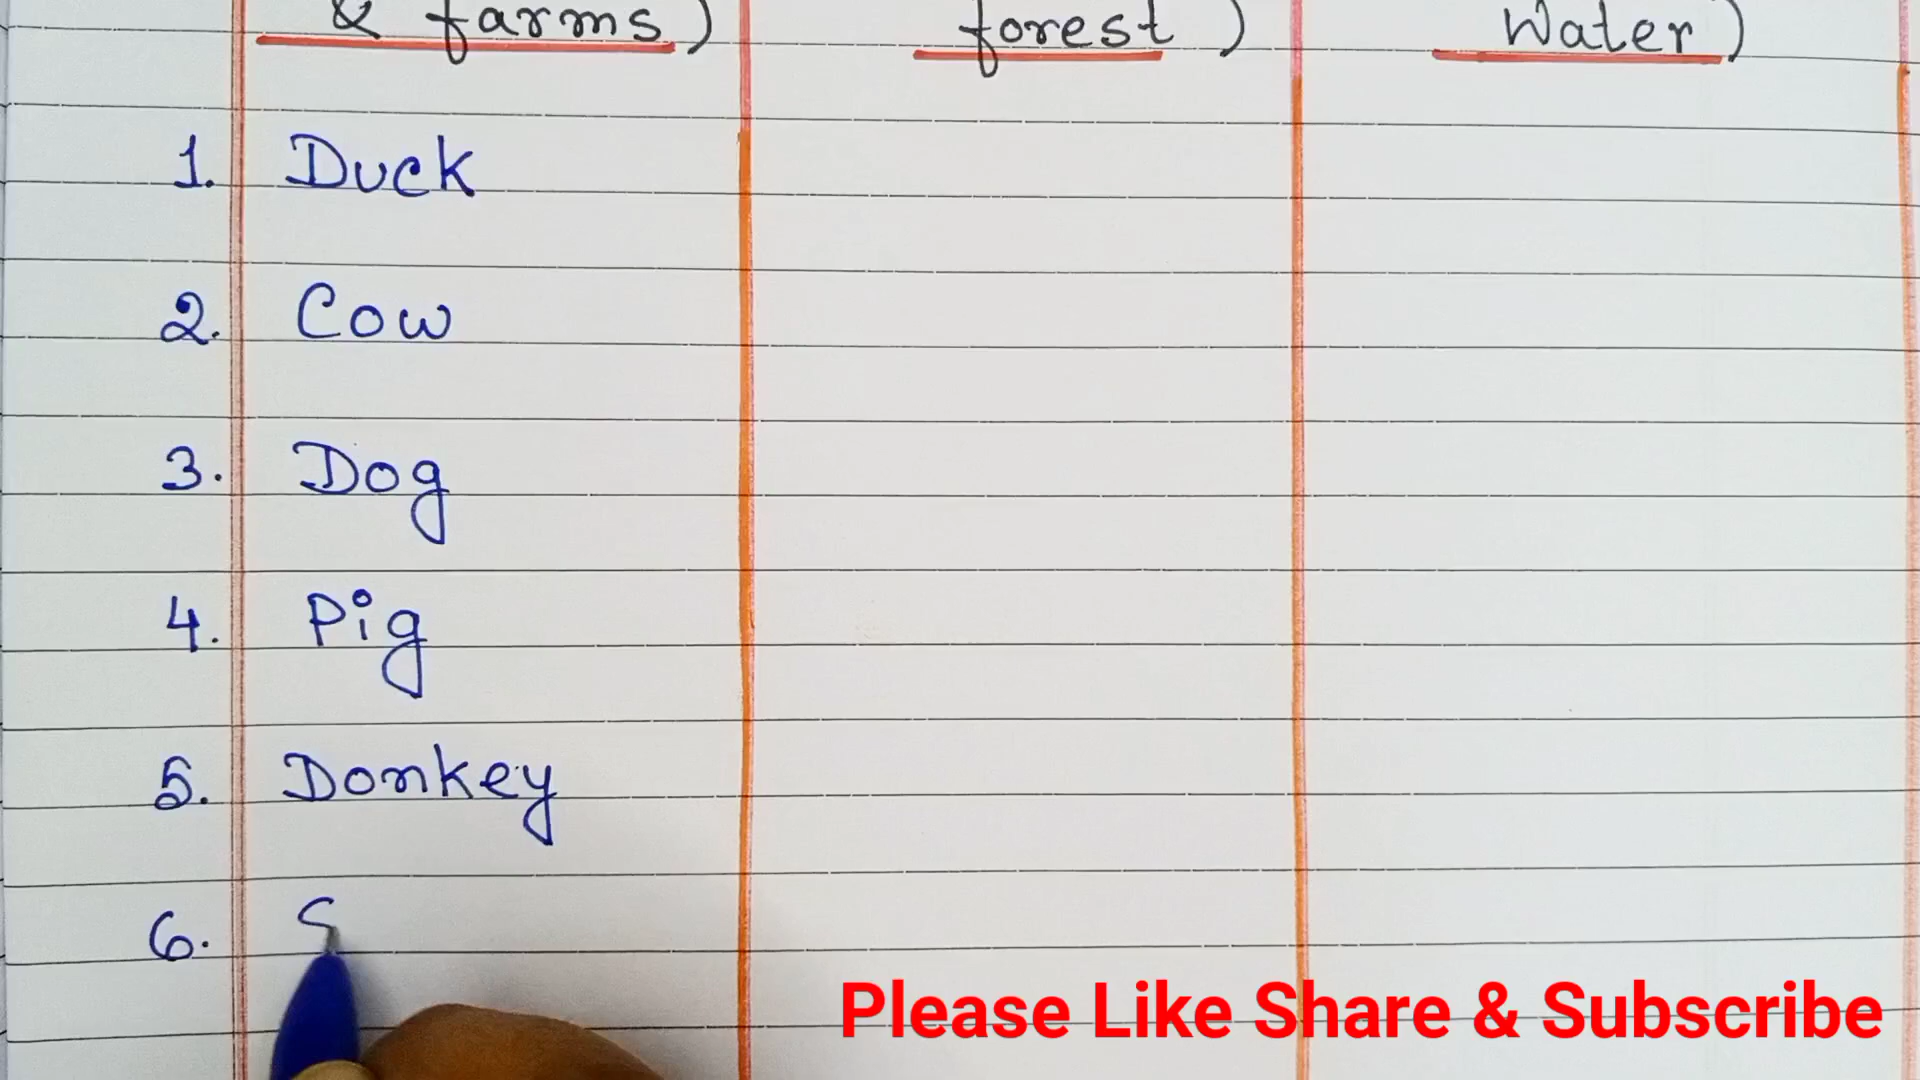 & farms) forest) Water)
1. Duck
2. Cow
3. Dog
4. Pig
5. Donkey
6. S
Please Like Share & Subscribe